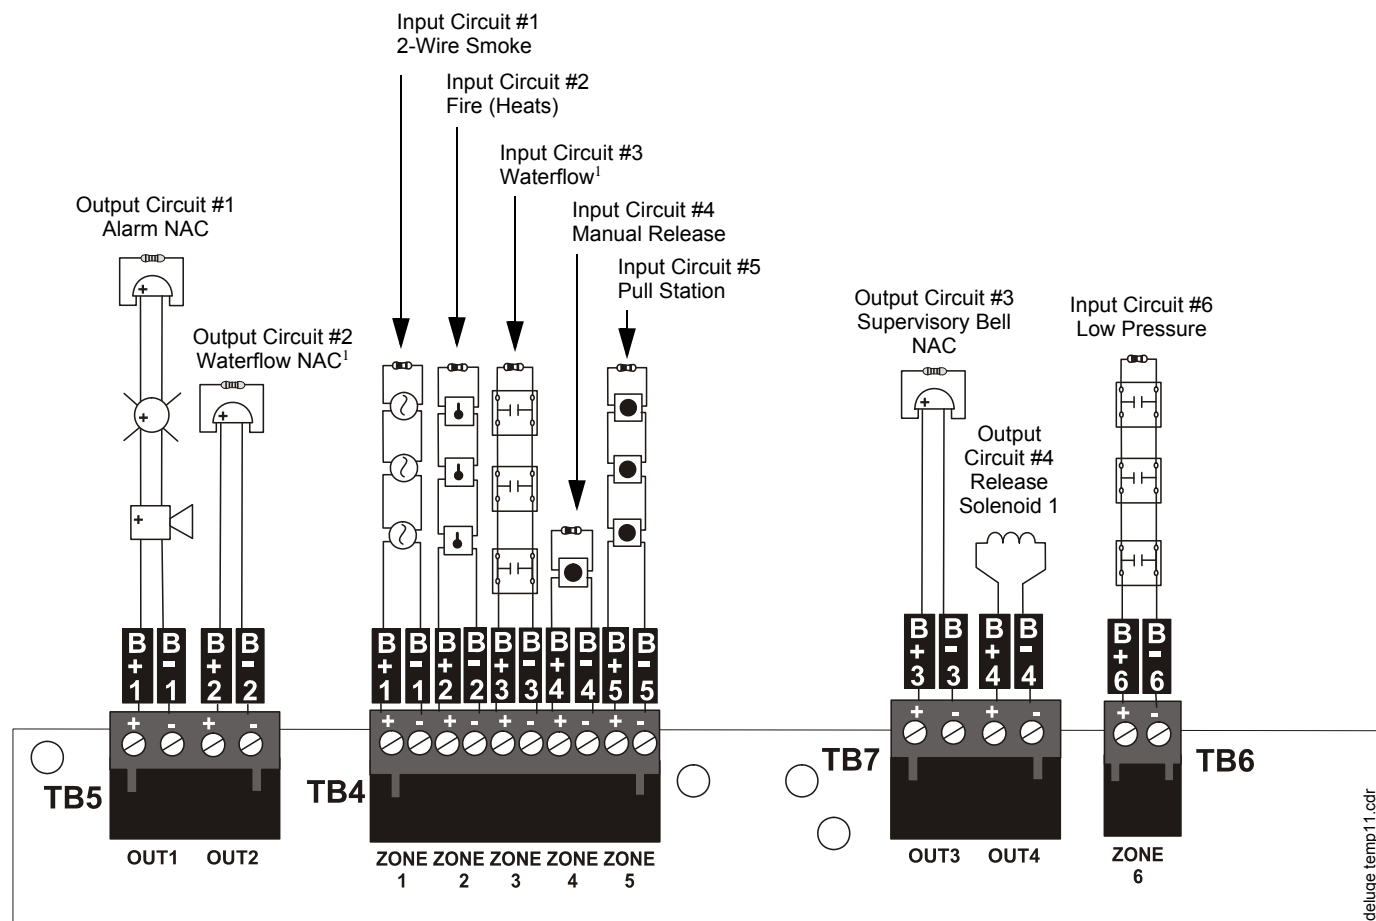 Input Circuit #1
2-Wire Smoke
Input Circuit #2
Fire (Heats)
Input Circuit #3
Waterflow1
Input Circuit #4
Manual Release
Input Circuit #5
Pull Station
Output Circuit #1
Alarm NAC
Output Circuit #2
Waterflow NAC1
Output Circuit #3
Supervisory Bell
NAC
Output
Circuit #4
Release
Solenoid 1
Input Circuit #6
Low Pressure
B+1
B-1
B+2
B-2
B+1
B-1
B+2
B-2
B+3
B-3
B+4
B-4
B+5
B-5
B+3
B-3
B+4
B-4
B+6
B-6
+ - + -
+ - + - + - + - + -
+ - + -
+ -
TB5
TB4
TB7
TB6
OUT1 OUT2
ZONE ZONE ZONE ZONE ZONE
1 2 3 4 5
OUT3 OUT4
ZONE
6
deluge temp11.cdr